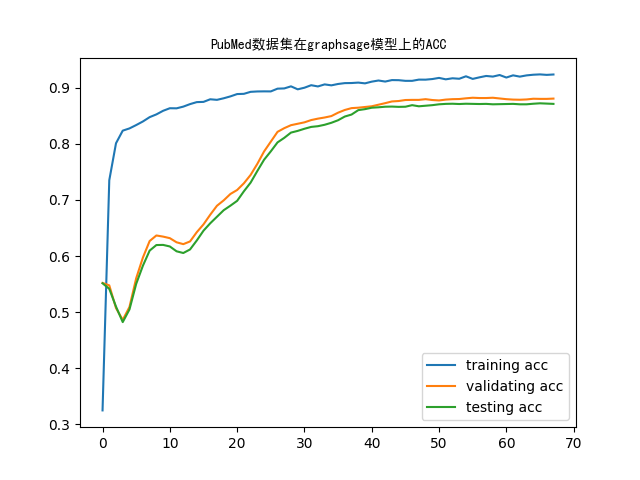 PubMed数据集在graphsage模型上的ACC
0.9
0.8
0.7
0.6
0.5
0.4
0.3
training acc
validating acc
testing acc
0 10 20 30 40 50 60 70